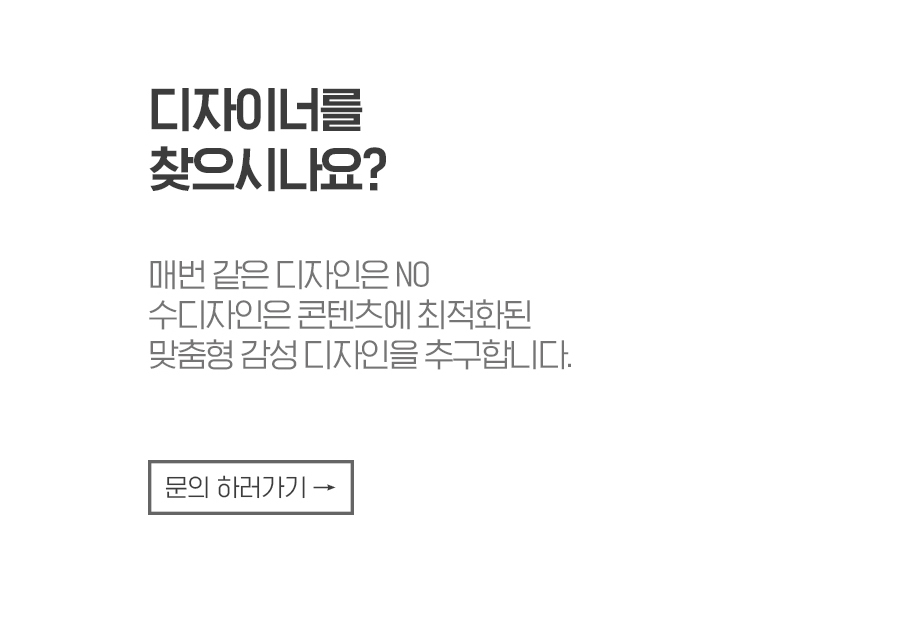 디자이너를
찾으시나요?
매번 같은 디자인은 NO
수디자인은 콘텐츠에 최적화된
맞춤형 감성 디자인을 추구합니다.
문의 하러가기 →